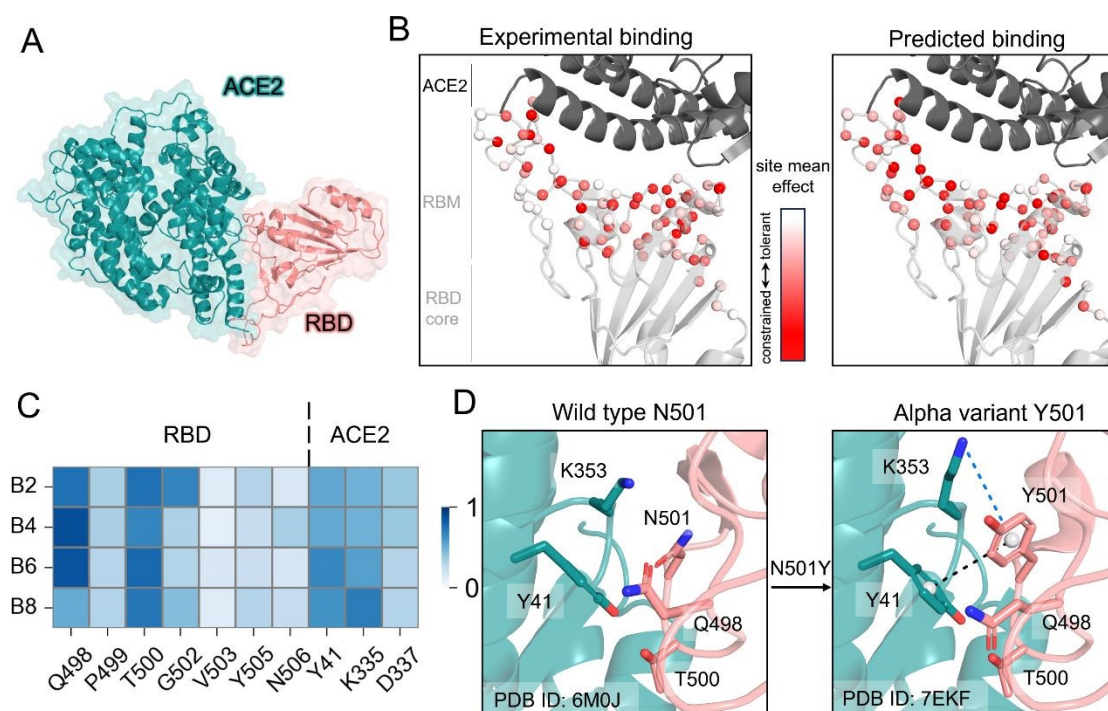 A
ACE2
RBD
B
Experimental binding
Predicted binding
ACE2
RBM
RBD
core
site mean
effect
constrained ↔ tolerant
C
RBD
ACE2
B2
B4
B6
B8
1
0
Q498
P499
T500
G502
V503
Y505
N506
Y41
K335
D337
D
Wild type N501
Alpha variant Y501
K353
N501
Y41
Q498
T500
PDB ID: 6M0J
N501Y
K353
Y501
Y41
Q498
T500
PDB ID: 7EKF